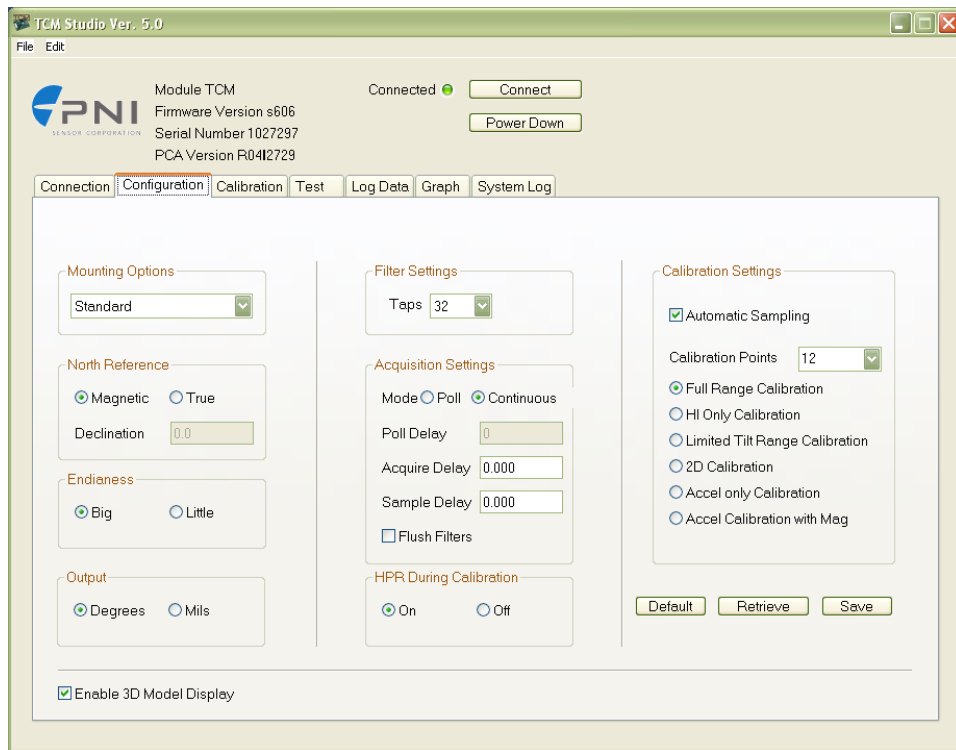 TCM Studio Ver. 5.0
File Edit
PNI
SENSOR CORPORATION
Module TCM
Firmware Version s606
Serial Number 1027297
PCA Version R04I2729
Connected
Connect
Power Down
Connection Configuration Calibration Test Log Data Graph System Log
Mounting Options
Standard
North Reference
Magnetic True
Declination 0.0
Endianess
Big Little
Output
Degrees Mils
Filter Settings
Taps 32
Acquisition Settings
Mode Poll Continuous
Poll Delay 0
Acquire Delay 0.000
Sample Delay 0.000
Flush Filters
HPR During Calibration
On Off
Calibration Settings
Automatic Sampling
Calibration Points 12
Full Range Calibration
HI Only Calibration
Limited Tilt Range Calibration
2D Calibration
Accel only Calibration
Accel Calibration with Mag
Default Retrieve Save
Enable 3D Model Display